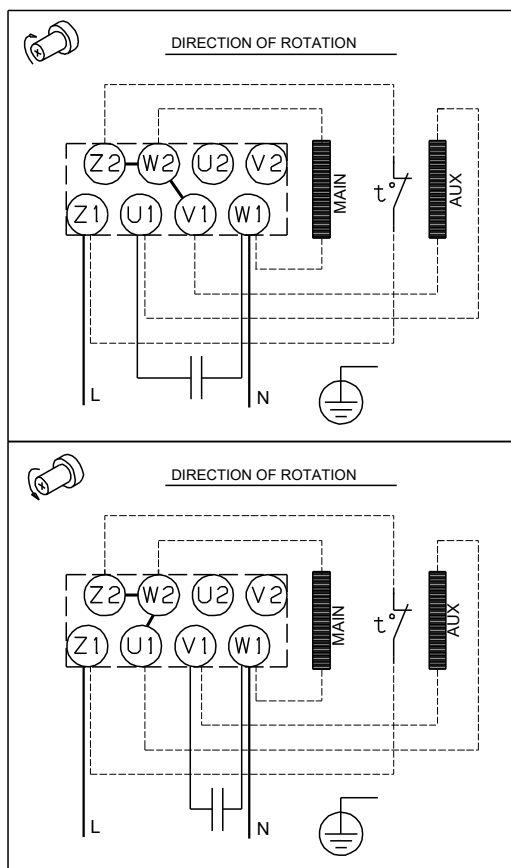 DIRECTION OF ROTATION
Z2 W2 U2 V2
Z1 U1 V1 W1
MAIN
t°
AUX
L
N
DIRECTION OF ROTATION
Z2 W2 U2 V2
Z1 U1 V1 W1
MAIN
t°
AUX
L
N